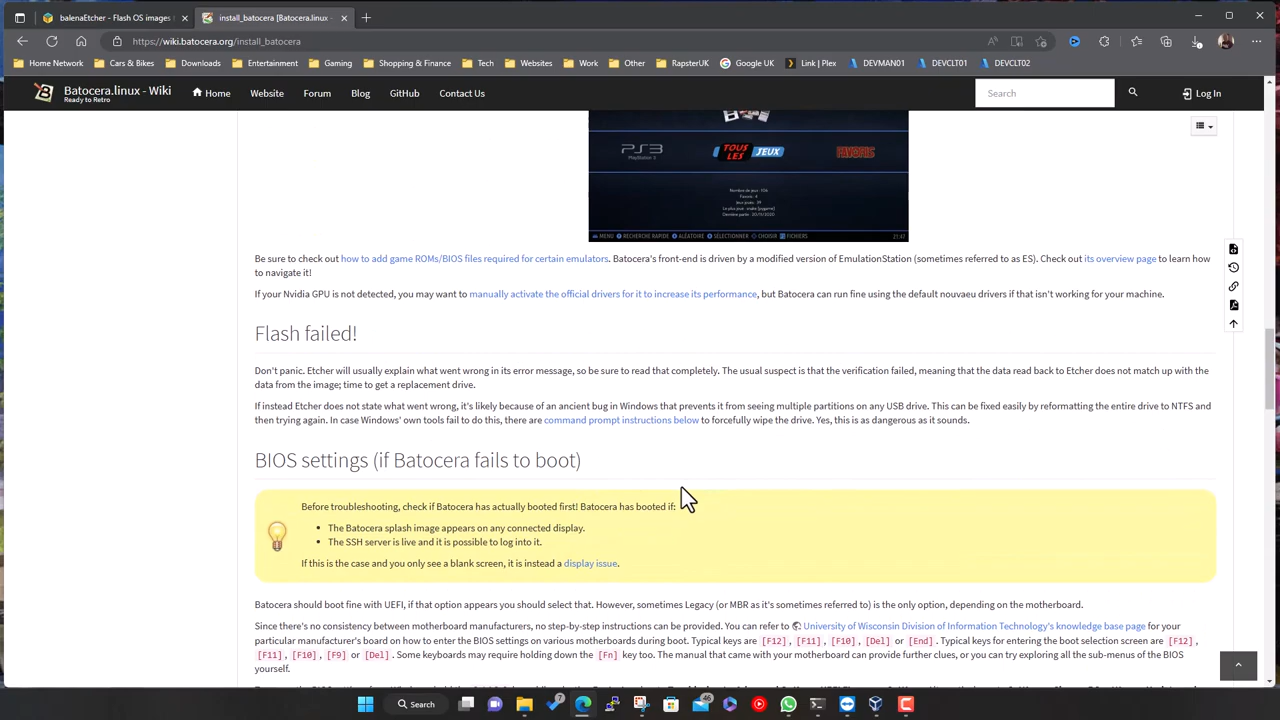 balenaEtcher - Flash OS images t
install_batocera [Batocera.linux -
https://wiki.batocera.org/install_batocera
Home Network
Cars & Bikes
Downloads
Entertainment
Gaming
Shopping & Finance
Tech
Websites
Work
Other
RapsterUK
Google UK
Link | Plex
DEVMAN01
DEVCLT01
DEVCLT02
Batocera.linux - Wiki
Ready to Retro
Home
Website
Forum
Blog
GitHub
Contact Us
Search
Log In
PS3
PlayStation 3
TOUS LES JEUX
FAVORIS
Nombre de jeux : 106
MENU RECHERCHE RAPIDE ALÉATOIRE SÉLECTIONNER CHOISIR FICHIERS 21:47
Be sure to check out how to add game ROMs/BIOS files required for certain emulators. Batocera's front-end is driven by a modified version of EmulationStation (sometimes referred to as ES). Check out its overview page to learn how
to navigate it!
If your Nvidia GPU is not detected, you may want to manually activate the official drivers for it to increase its performance, but Batocera can run fine using the default nouvaeu drivers if that isn't working for your machine.
Flash failed!
Don't panic. Etcher will usually explain what went wrong in its error message, so be sure to read that completely. The usual suspect is that the verification failed, meaning that the data read back to Etcher does not match up with the
data from the image; time to get a replacement drive.
If instead Etcher does not state what went wrong, it's likely because of an ancient bug in Windows that prevents it from seeing multiple partitions on any USB drive. This can be fixed easily by reformatting the entire drive to NTFS and
then trying again. In case Windows' own tools fail to do this, there are command prompt instructions below to forcefully wipe the drive. Yes, this is as dangerous as it sounds.
BIOS settings (if Batocera fails to boot)
Before troubleshooting, check if Batocera has actually booted first! Batocera has booted if:
• The Batocera splash image appears on any connected display.
• The SSH server is live and it is possible to log into it.
If this is the case and you only see a blank screen, it is instead a display issue.
Batocera should boot fine with UEFI, if that option appears you should select that. However, sometimes Legacy (or MBR as it's sometimes referred to) is the only option, depending on the motherboard.
Since there's no consistency between motherboard manufacturers, no step-by-step instructions can be provided. You can refer to University of Wisconsin Division of Information Technology's knowledge base page for your
particular manufacturer's board on how to enter the BIOS settings on various motherboards during boot. Typical keys are [F12], [F11], [F10], [Del] or [End]. Typical keys for entering the boot selection screen are [F12],
[F11], [F10], [F9] or [Del]. Some keyboards may require holding down the [Fn] key too. The manual that came with your motherboard can provide further clues, or you can try exploring all the sub-menus of the BIOS
yourself.
Search
7
46